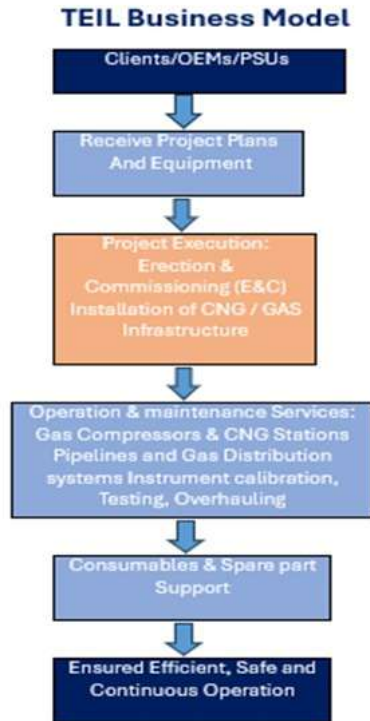 TEIL Business Model
Clients/OEMs/PSUs
Receive Project Plans
And Equipment
Project Execution:
Erection &
Commissioning (E&C)
Installation of CNG / GAS
Infrastructure
Operation & maintenance Services:
Gas Compressors & CNG Stations
Pipelines and Gas Distribution
systems Instrument calibration,
Testing, Overhauling
Consumables & Spare part
Support
Ensured Efficient, Safe and
Continuous Operation